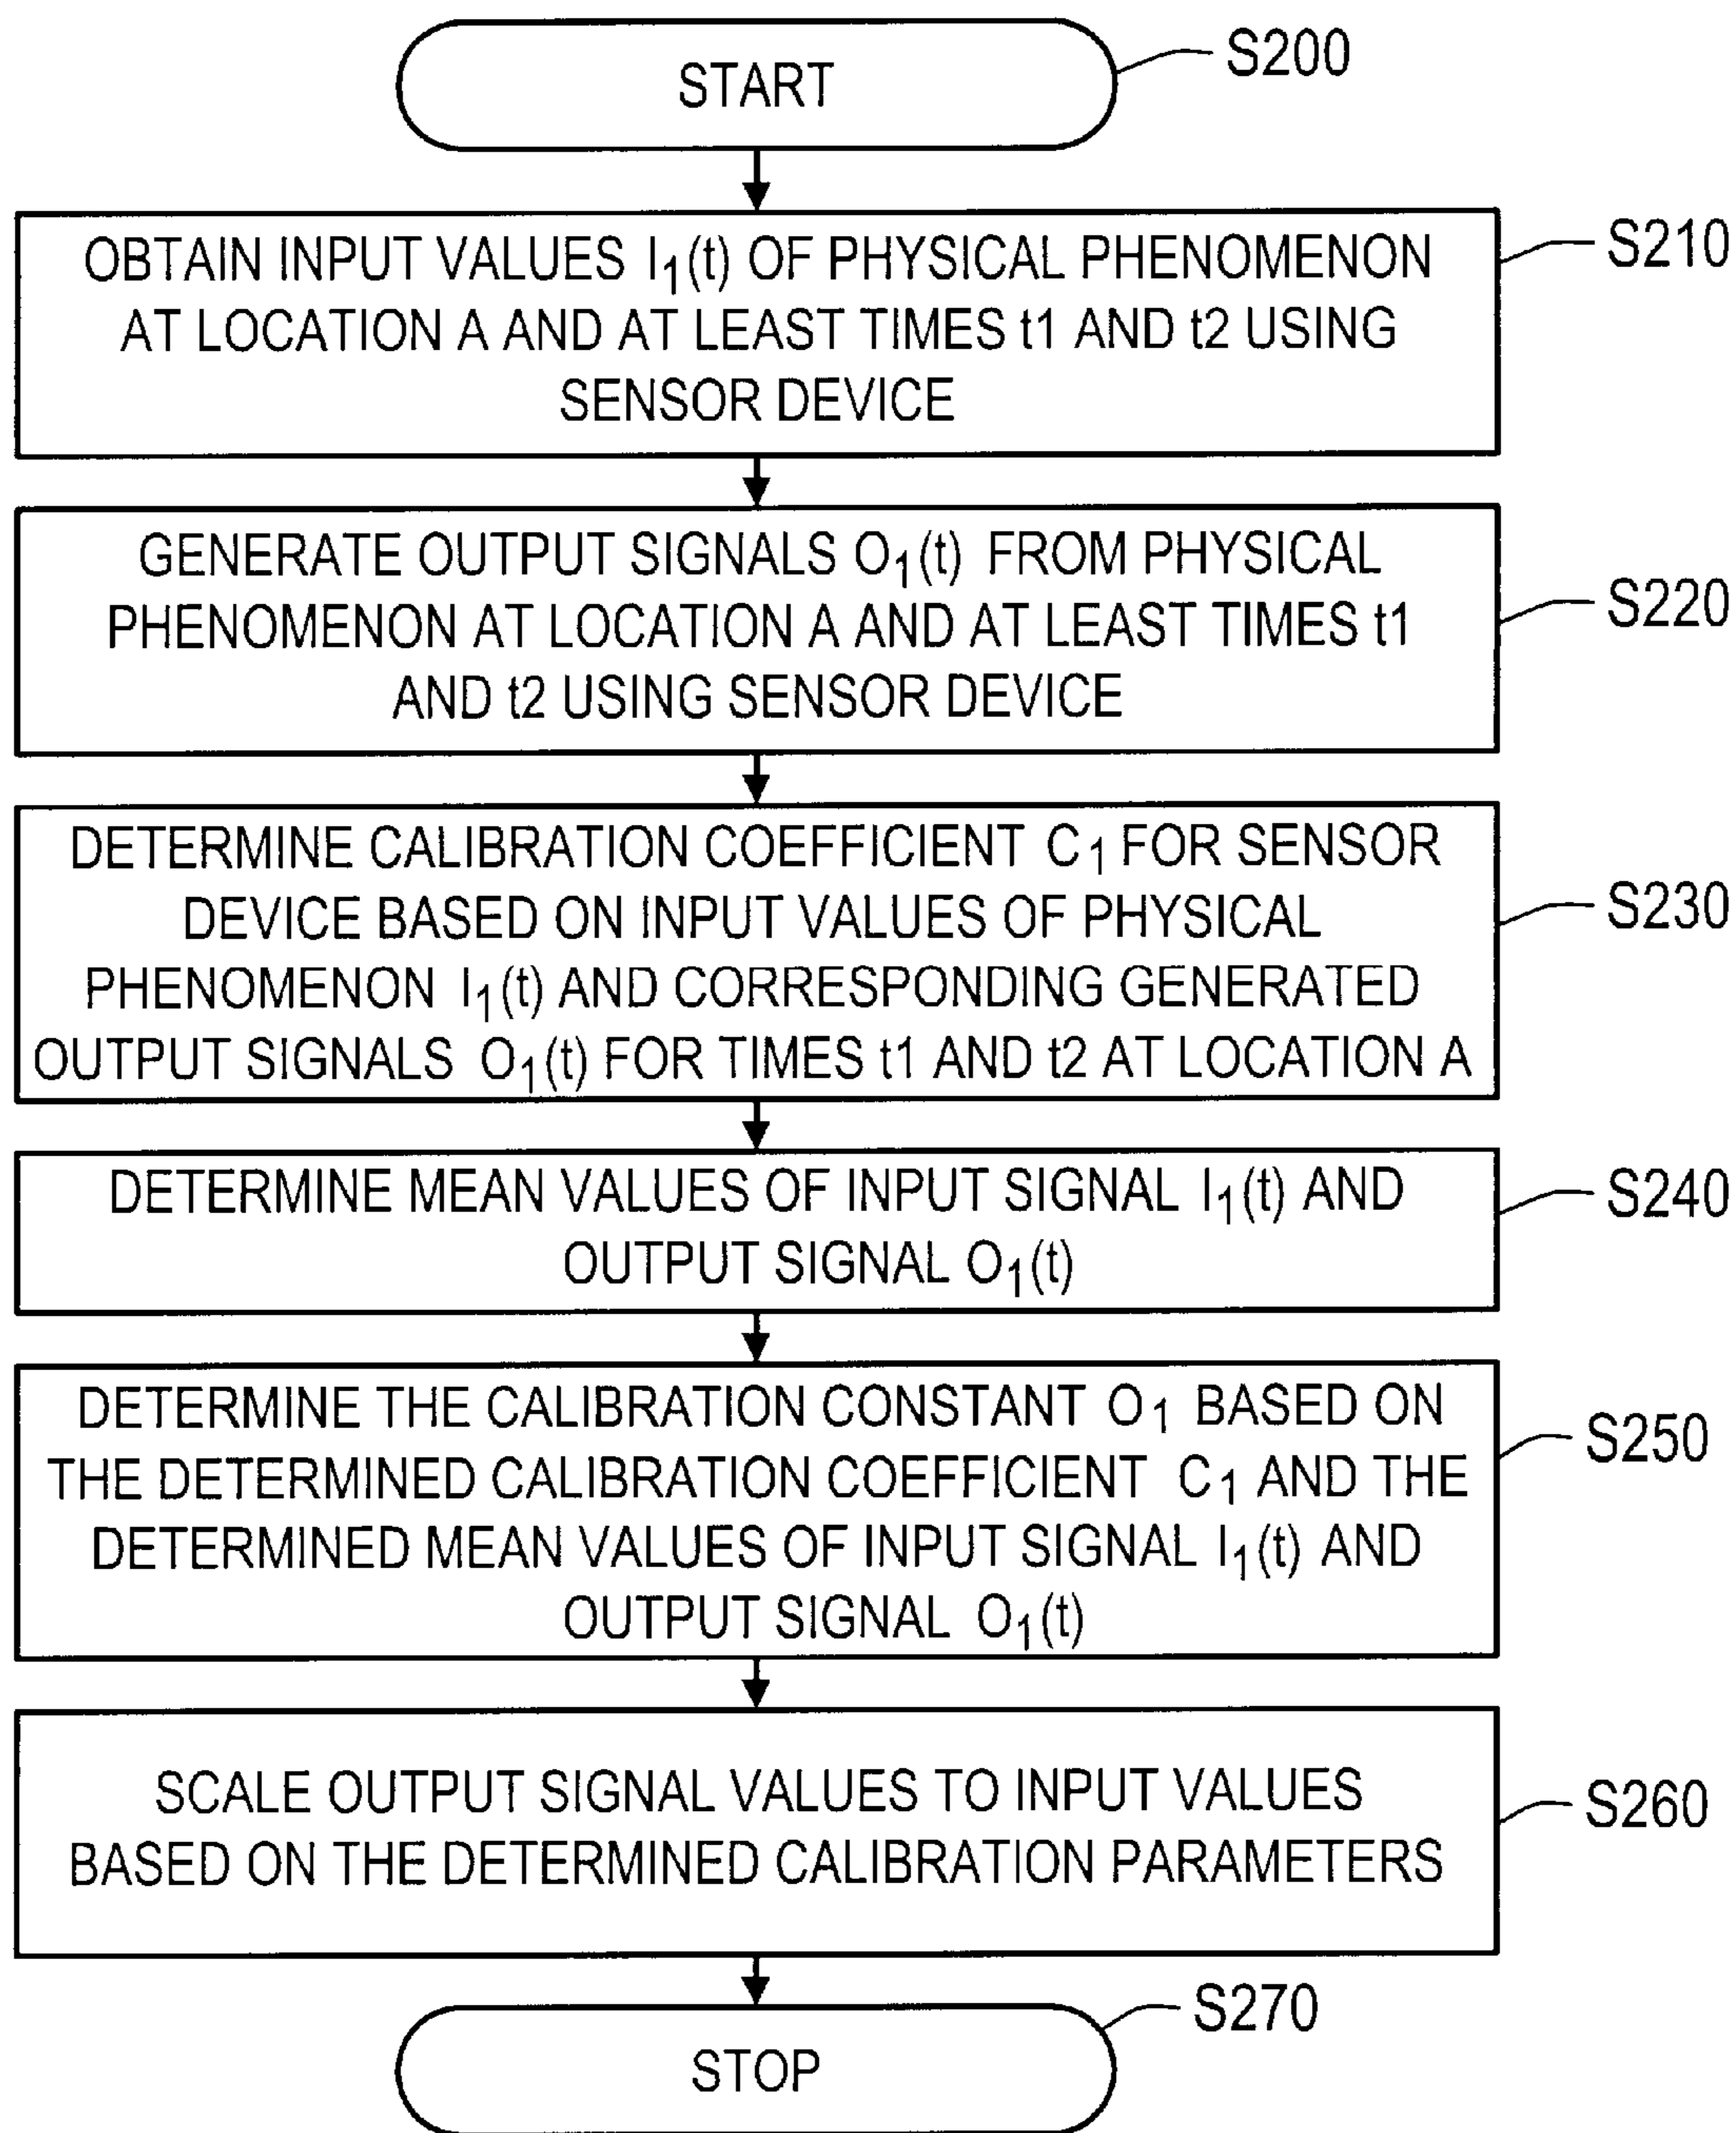 START
S200
OBTAIN INPUT VALUES I₁(t) OF PHYSICAL PHENOMENON
AT LOCATION A AND AT LEAST TIMES t1 AND t2 USING
SENSOR DEVICE
S210
GENERATE OUTPUT SIGNALS O₁(t) FROM PHYSICAL
PHENOMENON AT LOCATION A AND AT LEAST TIMES t1
AND t2 USING SENSOR DEVICE
S220
DETERMINE CALIBRATION COEFFICIENT C₁ FOR SENSOR
DEVICE BASED ON INPUT VALUES OF PHYSICAL
PHENOMENON I₁(t) AND CORRESPONDING GENERATED
OUTPUT SIGNALS O₁(t) FOR TIMES t1 AND t2 AT LOCATION A
S230
DETERMINE MEAN VALUES OF INPUT SIGNAL I₁(t) AND
OUTPUT SIGNAL O₁(t)
S240
DETERMINE THE CALIBRATION CONSTANT O₁ BASED ON
THE DETERMINED CALIBRATION COEFFICIENT C₁ AND THE
DETERMINED MEAN VALUES OF INPUT SIGNAL I₁(t) AND
OUTPUT SIGNAL O₁(t)
S250
SCALE OUTPUT SIGNAL VALUES TO INPUT VALUES
BASED ON THE DETERMINED CALIBRATION PARAMETERS
S260
STOP
S270